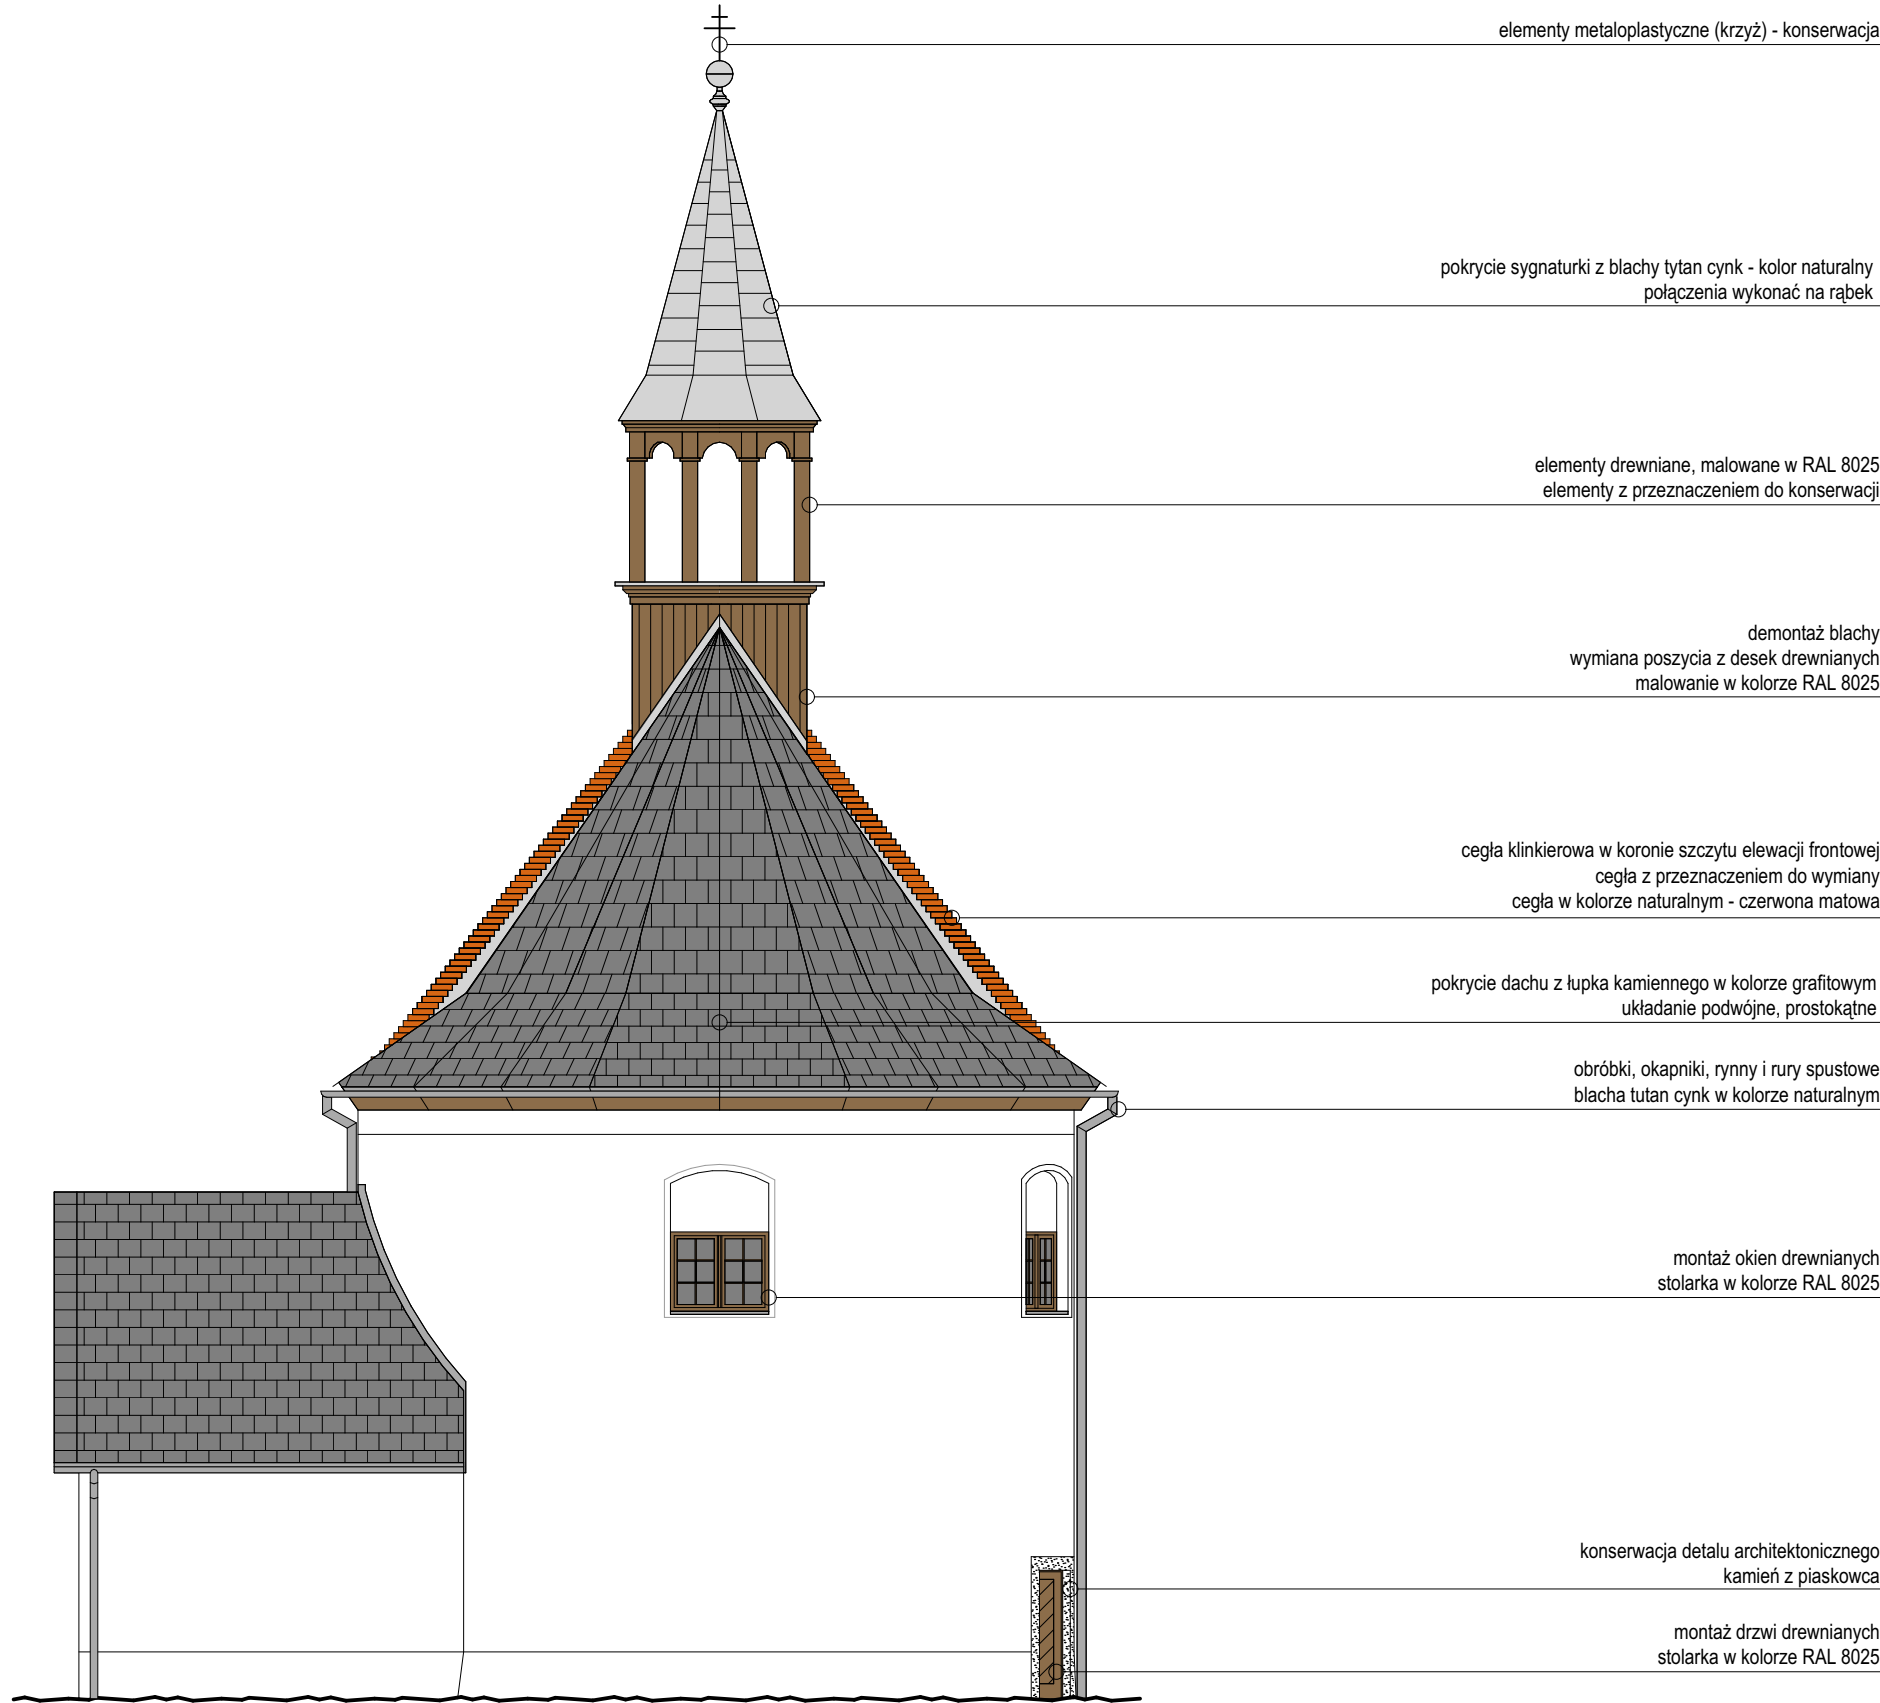 elementy metaloplastyczne (krzyż) - konserwacja
pokrycie sygnaturki z blachy tytan cynk - kolor naturalny
połączenia wykonać na rąbek
elementy drewniane, malowane w RAL 8025
elementy z przeznaczeniem do konserwacji
demontaż blachy
wymiana poszycia z desek drewnianych
malowanie w kolorze RAL 8025
cegła klinkierowa w koronie szczytu elewacji frontowej
cegła z przeznaczeniem do wymiany
cegła w kolorze naturalnym - czerwona matowa
pokrycie dachu z łupka kamiennego w kolorze grafitowym
układanie podwójne, prostokątne
obróbki, okapniki, rynny i rury spustowe
blacha tutan cynk w kolorze naturalnym
montaż okien drewnianych
stolarka w kolorze RAL 8025
konserwacja detalu architektonicznego
kamień z piaskowca
montaż drzwi drewnianych
stolarka w kolorze RAL 8025